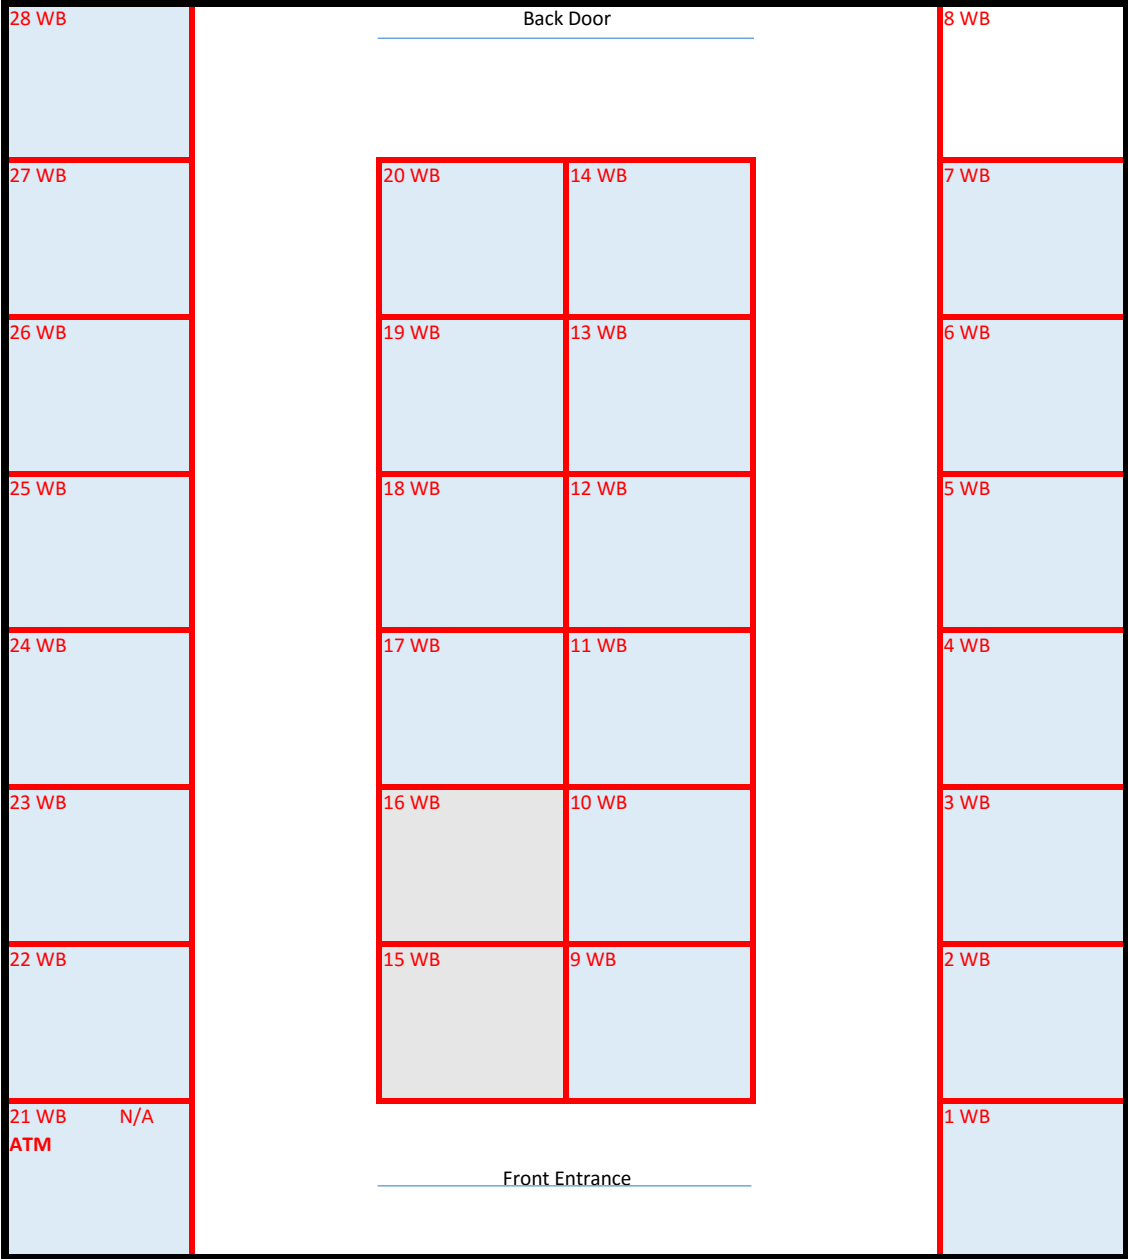 28 WB
Back Door
8 WB
27 WB
20 WB
14 WB
7 WB
26 WB
19 WB
13 WB
6 WB
25 WB
18 WB
12 WB
5 WB
24 WB
17 WB
11 WB
4 WB
23 WB
16 WB
10 WB
3 WB
22 WB
15 WB
9 WB
2 WB
21 WB N/A
ATM
1 WB
Front Entrance